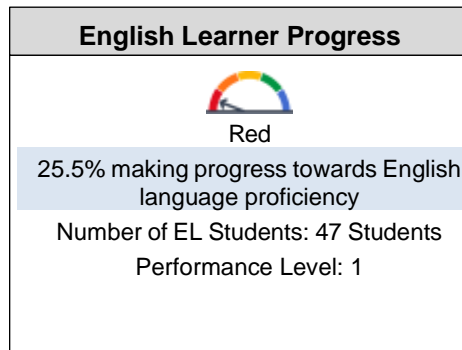 English Learner Progress
Red
25.5% making progress towards English
language proficiency
Number of EL Students: 47 Students
Performance Level: 1